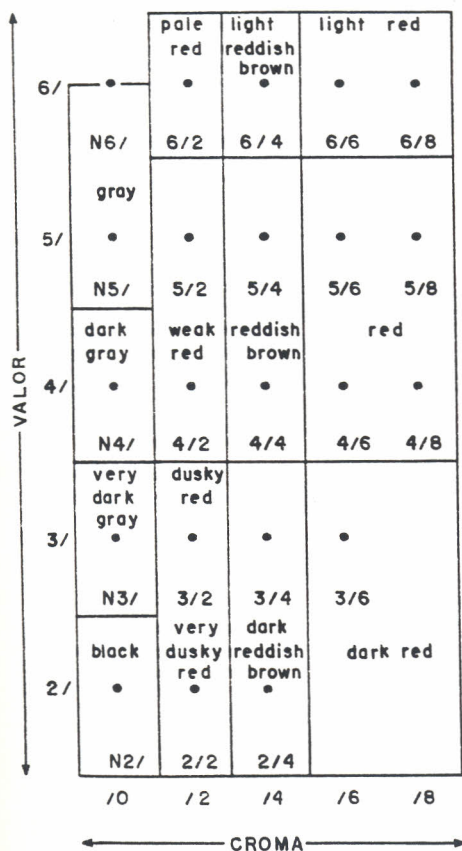 pale light light red
red reddish
brown
6/
N6/ 6/2 6/4 6/6 6/8
gray
5/
N5/ 5/2 5/4 5/6 5/8
dark weak reddish red
gray red brown
VALOR
4/
N4/ 4/2 4/4 4/6 4/8
very dusky
dark red
gray
3/
N3/ 3/2 3/4 3/6
very dark
black dusky reddish dark red
red brown
2/
N2/ 2/2 2/4
/0 /2 /4 /6 /8
CROMA